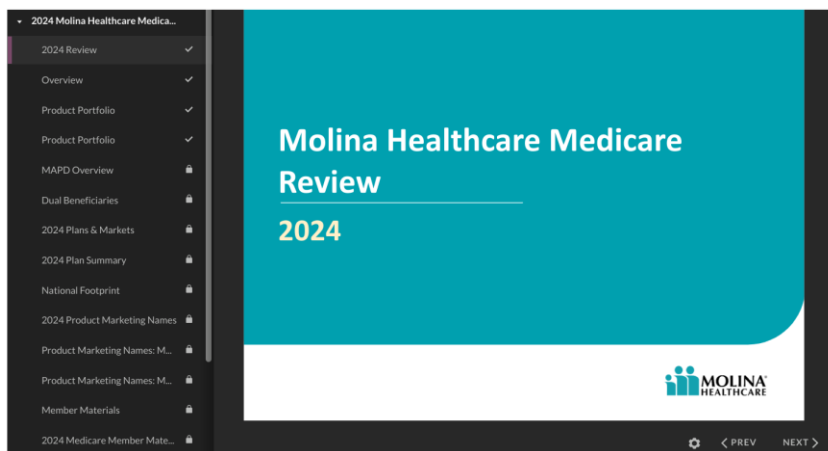 2024 Molina Healthcare Medica...
2024 Review
Overview
Product Portfolio
Product Portfolio
MAPD Overview
Dual Beneficiaries
2024 Plans & Markets
2024 Plan Summary
National Footprint
2024 Product Marketing Names
Product Marketing Names: M...
Product Marketing Names: M...
Member Materials
2024 Medicare Member Mate...
Molina Healthcare Medicare
Review
2024
MOLINA
HEALTHCARE
PREV NEXT